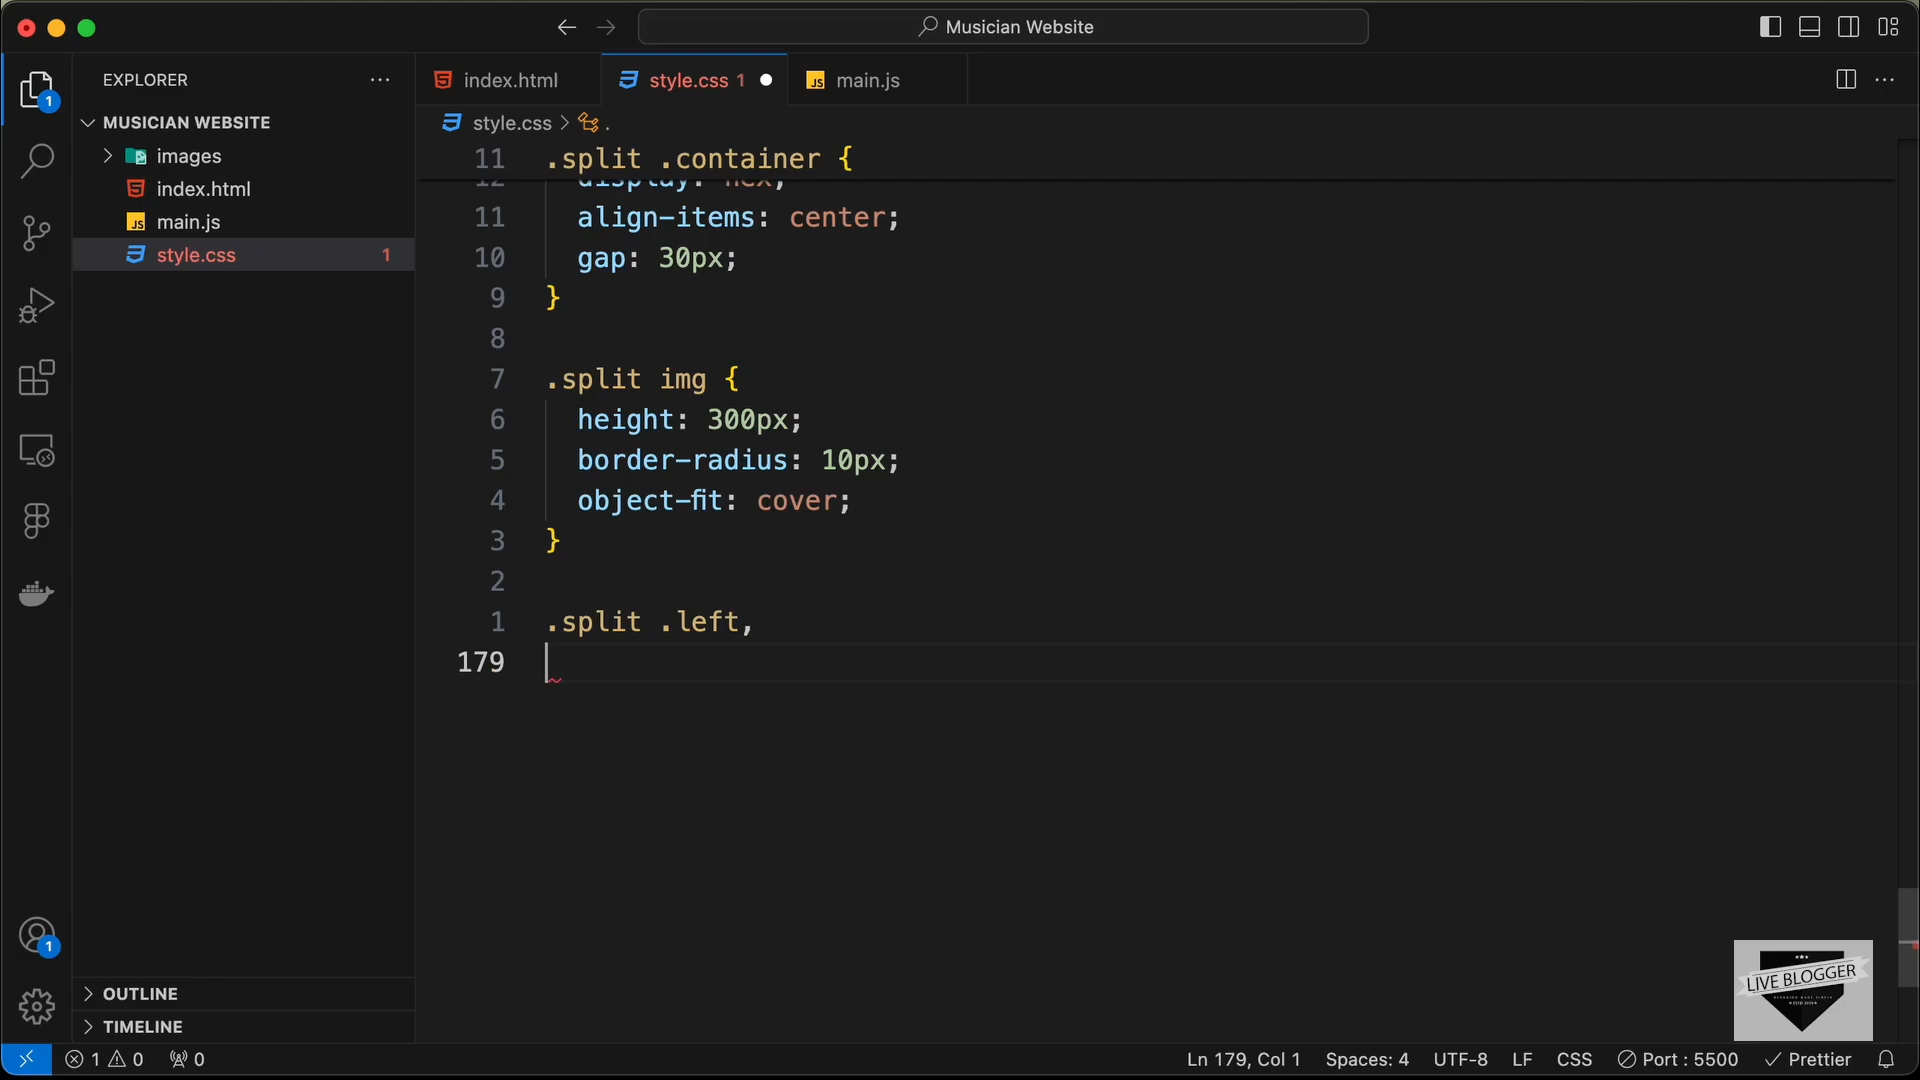 Musician Website
EXPLORER
MUSICIAN WEBSITE
images
index.html
main.js
style.css 1
index.html
style.css 1
main.js
style.css > .
11 .split .container {
11 align-items: center;
10 gap: 30px;
9 }
8
7 .split img {
6 height: 300px;
5 border-radius: 10px;
4 object-fit: cover;
3 }
2
1 .split .left,
179
1
1
OUTLINE
TIMELINE
LIVE BLOGGER
1 0 0
Ln 179, Col 1 Spaces: 4 UTF-8 LF CSS Port : 5500 Prettier